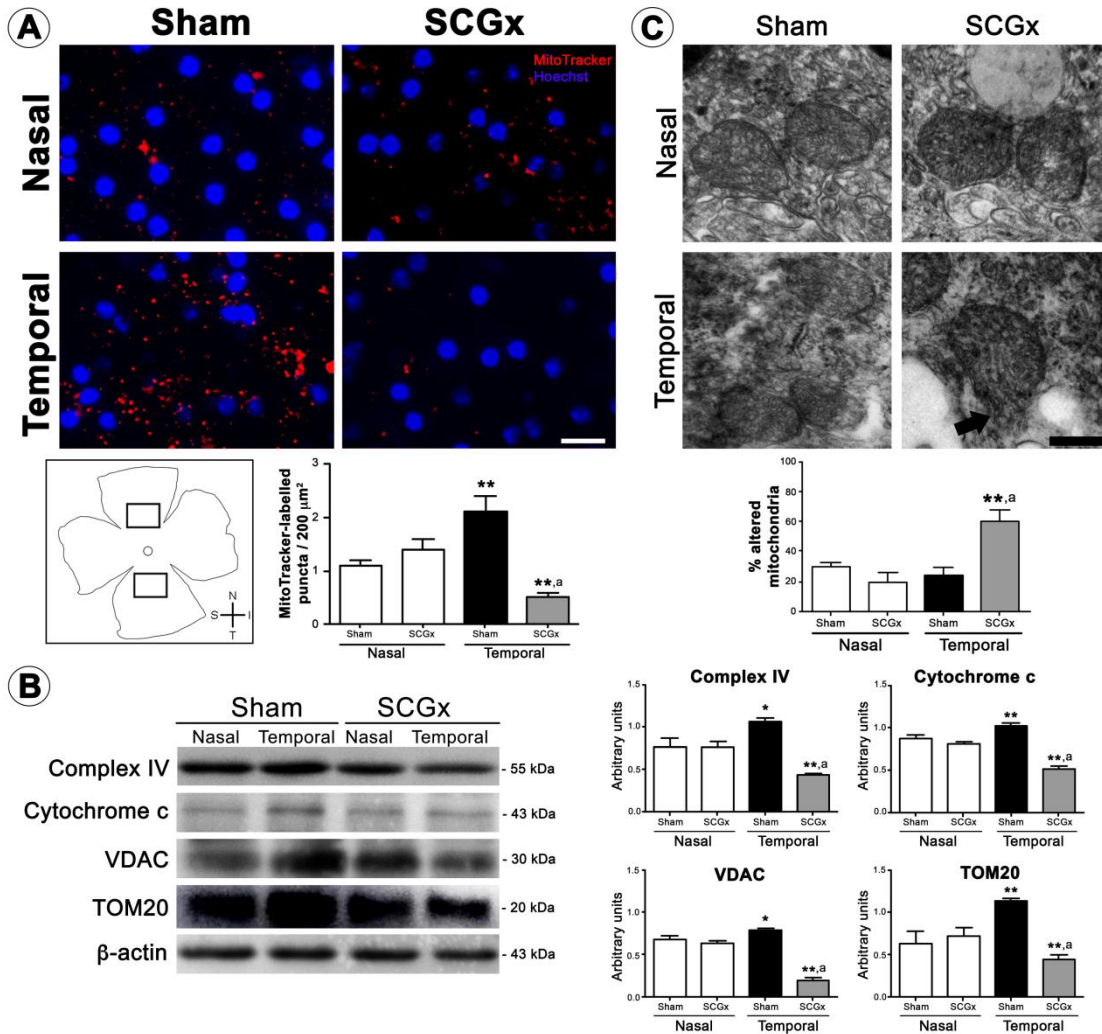 A
Sham
SCGx
MitoTracker
Hoechst
Nasal
Temporal
N
S
I
T
MitoTracker-labelled
puncta / 200 µm²
3
2
1
0
**
**,a
Sham SCGx Sham SCGx
Nasal Temporal
C
Sham SCGx
Nasal
Temporal
% altered
mitochondria
100
80
60
40
20
0
**,a
Sham SCGx Sham SCGx
Nasal Temporal
B
Sham SCGx
Nasal Temporal Nasal Temporal
Complex IV - 55 kDa
Cytochrome c - 43 kDa
VDAC - 30 kDa
TOM20 - 20 kDa
β-actin - 43 kDa
Complex IV
Arbitrary units
1.5
1.0
0.5
0.0
*
**,a
Sham SCGx Sham SCGx
Nasal Temporal
Cytochrome c
Arbitrary units
1.5
1.0
0.5
0.0
**
**,a
Sham SCGx Sham SCGx
Nasal Temporal
VDAC
Arbitrary units
1.5
1.0
0.5
0.0
*
**,a
Sham SCGx Sham SCGx
Nasal Temporal
TOM20
Arbitrary units
1.5
1.0
0.5
0.0
**
**,a
Sham SCGx Sham SCGx
Nasal Temporal